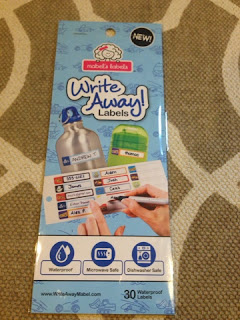 NEW!
mabel's labels
Write
Away!
Labels
Waterproof
Microwave Safe
Dishwasher Safe
www.WriteAwayMabel.com
30 Waterproof
Labels